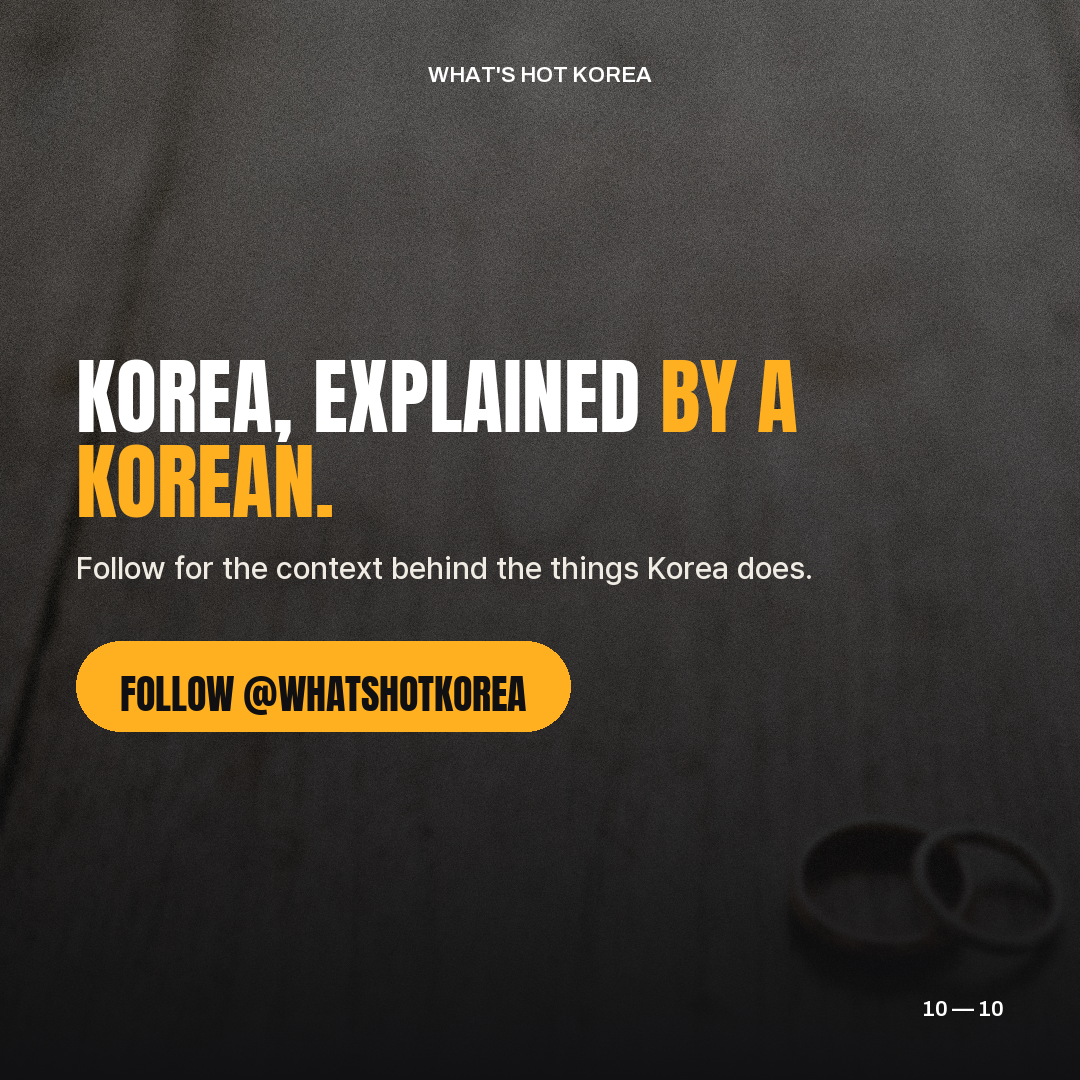 WHAT'S HOT KOREA
KOREA, EXPLAINED BY A
KOREAN.
Follow for the context behind the things Korea does.
FOLLOW @WHATSHOTKOREA
10 — 10